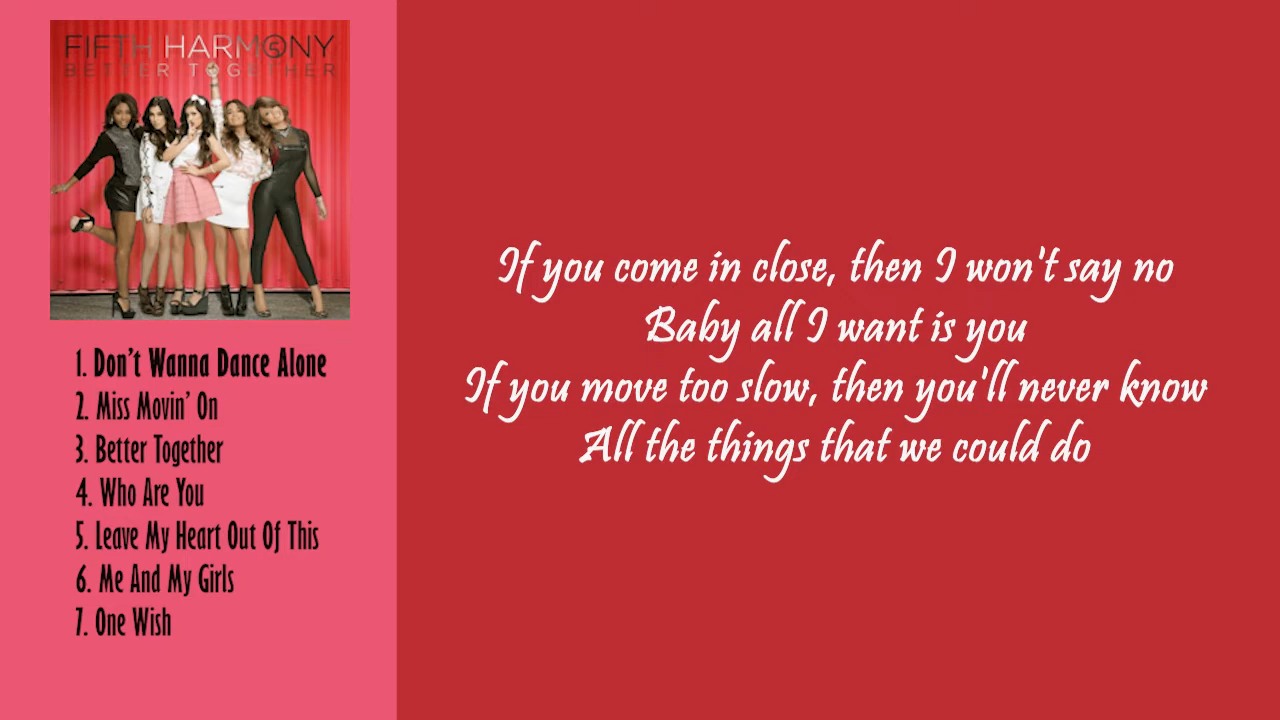 FIFTH HARMONY
BETTER TOGETHER
1. Don't Wanna Dance Alone
2. Miss Movin' On
3. Better Together
4. Who Are You
5. Leave My Heart Out Of This
6. Me And My Girls
7. One Wish
If you come in close, then I won't say no
Baby all I want is you
If you move too slow, then you'll never know
All the things that we could do